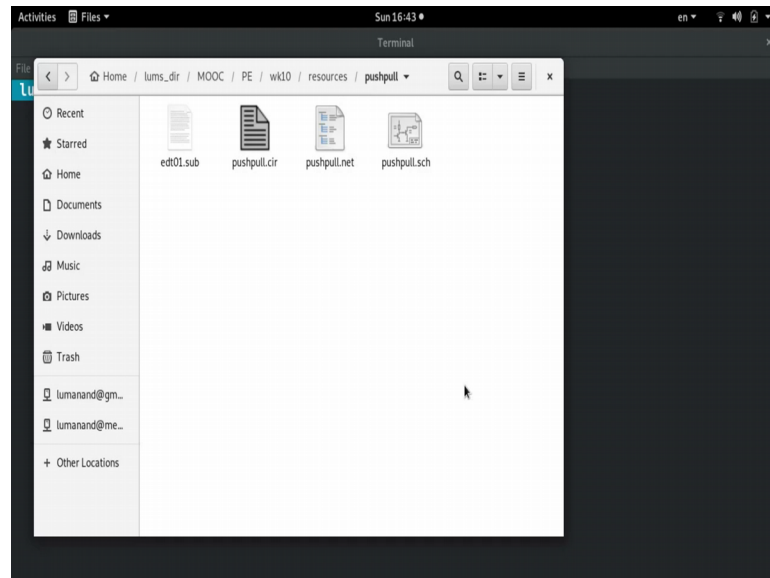 Activities Files Sun 16:43 en
Terminal
File
lu
Home / lums_dir / MOOC / PE / wk10 / resources / pushpull
Recent
Starred
Home
Documents
Downloads
Music
Pictures
Videos
Trash
lumanand@gm...
lumanand@me...
+ Other Locations
edt01.sub pushpull.cir pushpull.net pushpull.sch